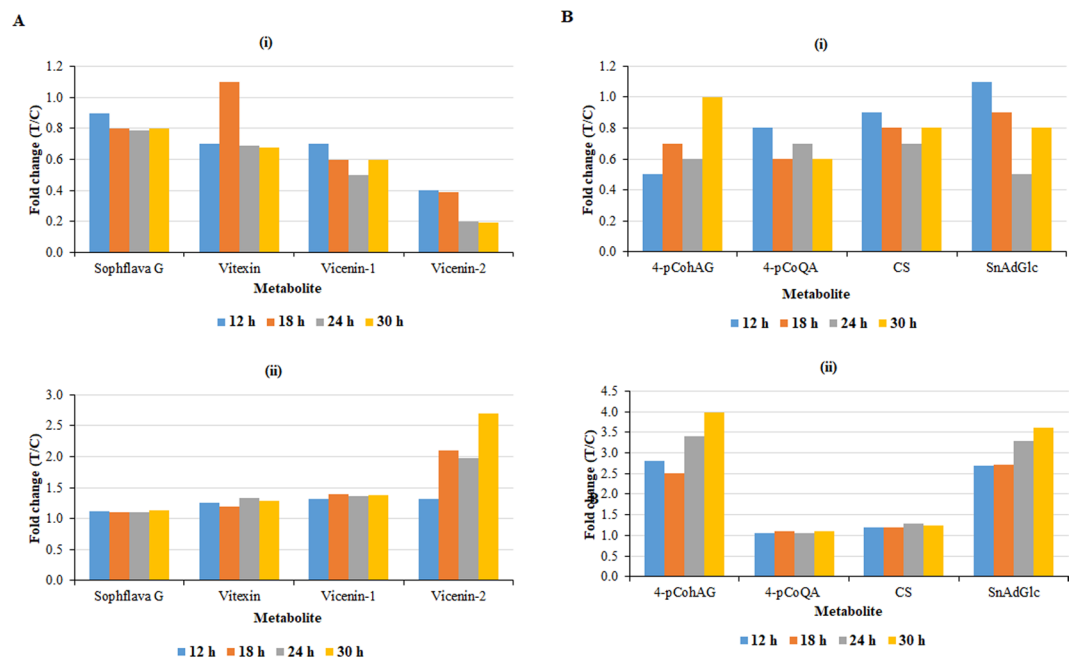 A
(i)
Fold change (T/C)
1.2
1.0
0.8
0.6
0.4
0.2
0.0
Sophflava G Vitexin Vicenin-1 Vicenin-2
Metabolite
12 h 18 h 24 h 30 h
(ii)
Fold change (T/C)
3.0
2.5
2.0
1.5
1.0
0.5
0.0
Sophflava G Vitexin Vicenin-1 Vicenin-2
Metabolite
12 h 18 h 24 h 30 h
B
(i)
Fold change (T/C)
1.2
1.0
0.8
0.6
0.4
0.2
0.0
4-pCohAG 4-pCoQA CS SnAdGlc
Metabolite
12 h 18 h 24 h 30 h
(ii)
Fold change (T/C)
B
4.5
4.0
3.5
3.0
2.5
2.0
1.5
1.0
0.5
0.0
4-pCohAG 4-pCoQA CS SnAdGlc
Metabolite
12 h 18 h 24 h 30 h